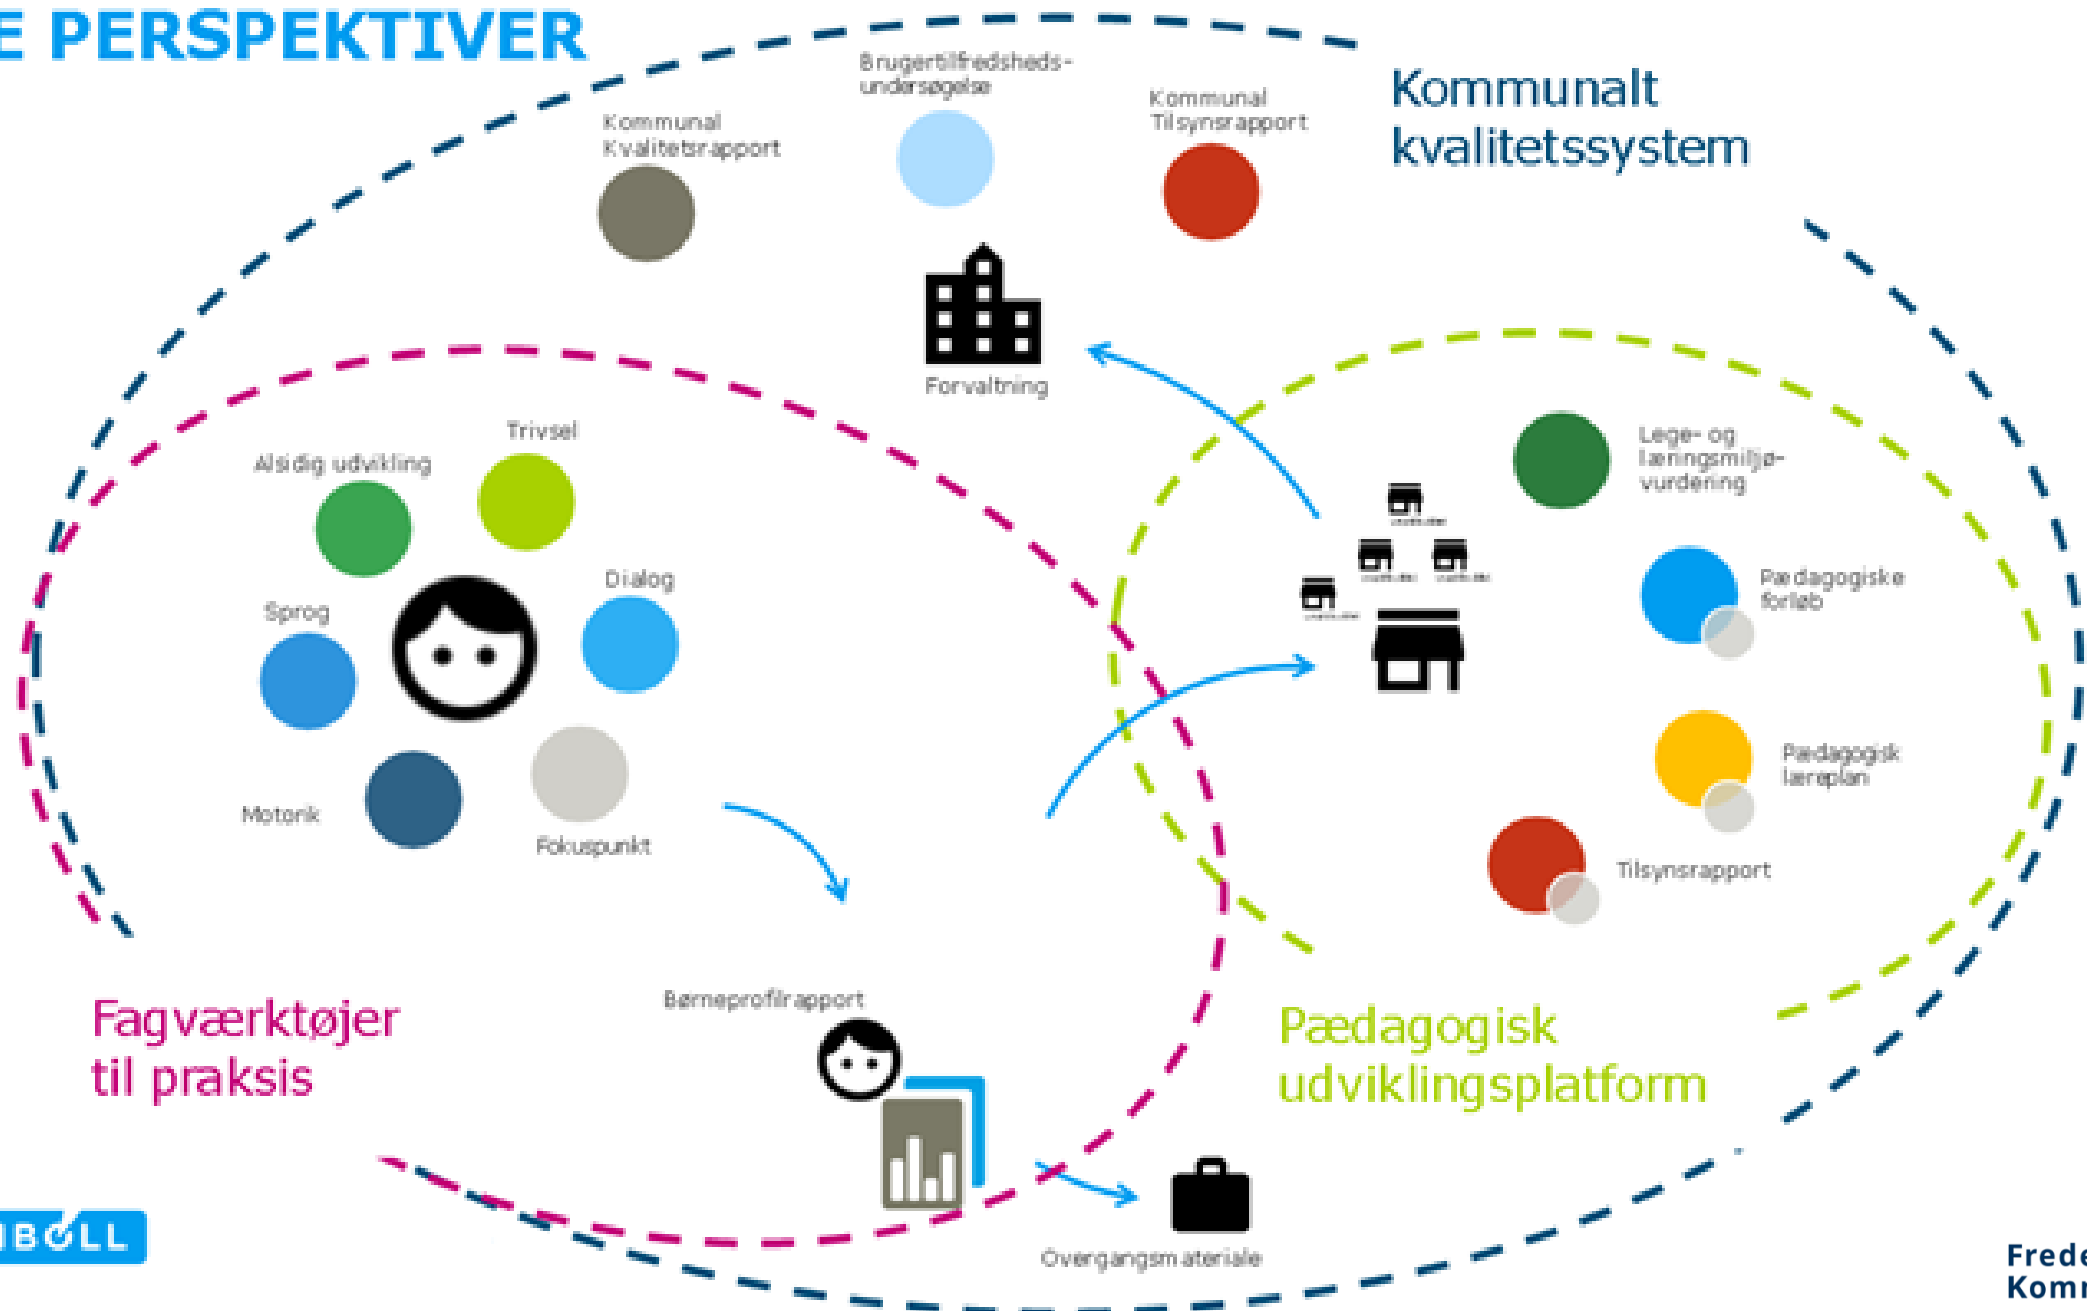 E PERSPEKTIVER
Brugertilfredsheds-
undersøgelse
Kommunal
Kvalitetsrapport
Kommunal
Tilsynsrapport
Kommunalt
kvalitetssystem
Forvaltning
Trivsel
Alsidig udvikling
Dialog
Sprog
Motorik
Fokuspunkt
Lege- og
læringsmiljø-
vurdering
Pædagogiske
forløb
Pædagogisk
læreplan
Tilsynsrapport
Børneprofilrapport
Fagværktøjer
til praksis
Pædagogisk
udviklingsplatform
Overgangsmateriale
BOLL
Frede
Komm